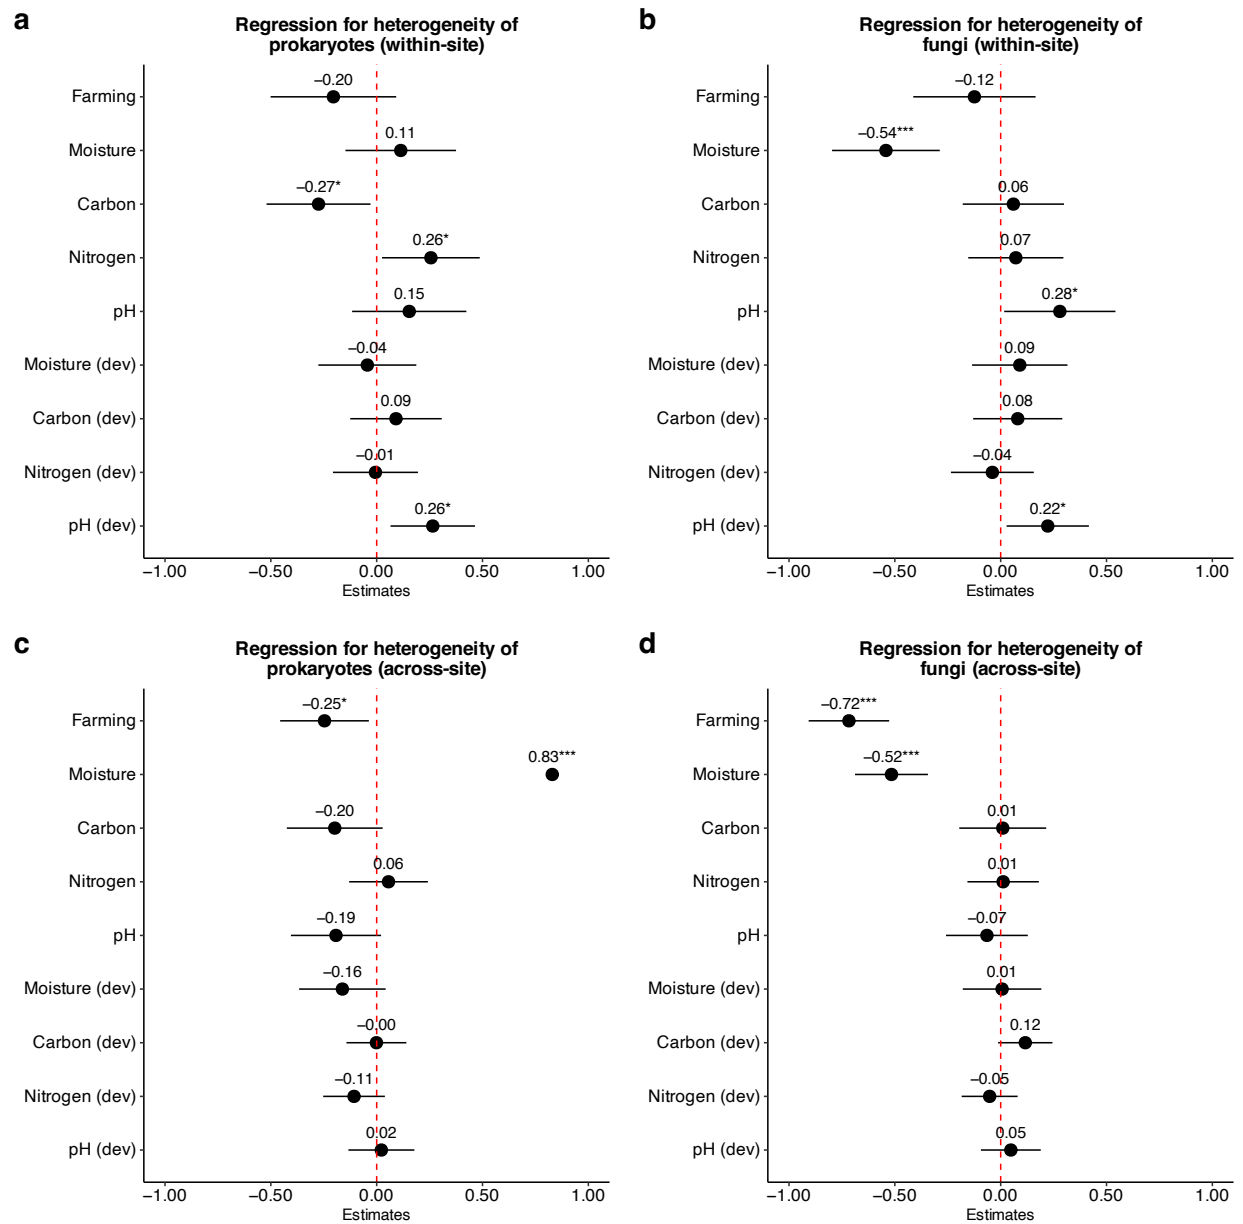 a
Regression for heterogeneity of
prokaryotes (within-site)
Farming
−0.20
Moisture
0.11
Carbon
−0.27*
Nitrogen
0.26*
pH
0.15
Moisture (dev)
−0.04
Carbon (dev)
0.09
Nitrogen (dev)
−0.01
pH (dev)
0.26*
−1.00 −0.50 0.00 0.50 1.00
Estimates
b
Regression for heterogeneity of
fungi (within-site)
Farming
−0.12
Moisture
−0.54***
Carbon
0.06
Nitrogen
0.07
pH
0.28*
Moisture (dev)
0.09
Carbon (dev)
0.08
Nitrogen (dev)
−0.04
pH (dev)
0.22*
−1.00 −0.50 0.00 0.50 1.00
Estimates
c
Regression for heterogeneity of
prokaryotes (across-site)
Farming
−0.25*
Moisture
0.83***
Carbon
−0.20
Nitrogen
0.06
pH
−0.19
Moisture (dev)
−0.16
Carbon (dev)
−0.00
Nitrogen (dev)
−0.11
pH (dev)
0.02
−1.00 −0.50 0.00 0.50 1.00
Estimates
d
Regression for heterogeneity of
fungi (across-site)
Farming
−0.72***
Moisture
−0.52***
Carbon
0.01
Nitrogen
0.01
pH
−0.07
Moisture (dev)
0.01
Carbon (dev)
0.12
Nitrogen (dev)
−0.05
pH (dev)
0.05
−1.00 −0.50 0.00 0.50 1.00
Estimates